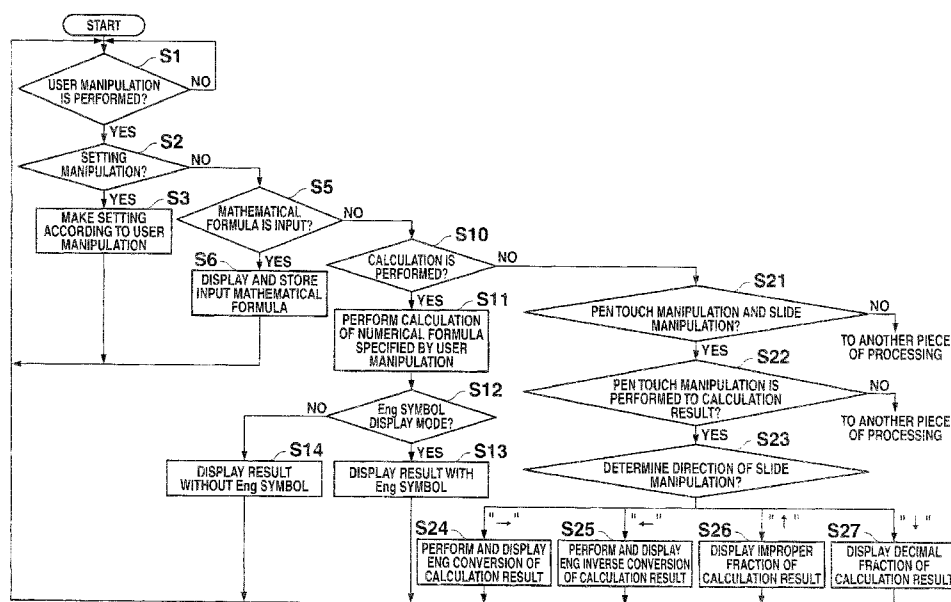 START
S1
USER MANIPULATION
IS PERFORMED?
NO
YES
S2
SETTING
MANIPULATION?
NO
YES
S3
MAKE SETTING
ACCORDING TO USER
MANIPULATION
S5
MATHEMATICAL
FORMULA IS INPUT?
NO
YES
S6
DISPLAY AND STORE
INPUT MATHEMATICAL
FORMULA
S10
CALCULATION IS
PERFORMED?
NO
YES
S11
PERFORM CALCULATION
OF NUMERICAL FORMULA
SPECIFIED BY USER
MANIPULATION
S12
Eng SYMBOL
DISPLAY MODE?
NO
YES
S14
DISPLAY RESULT
WITHOUT Eng SYMBOL
S13
DISPLAY RESULT WITH
Eng SYMBOL
S21
PEN TOUCH MANIPULATION AND SLIDE
MANIPULATION?
NO
TO ANOTHER PIECE
OF PROCESSING
YES
S22
PEN TOUCH MANIPULATION IS
PERFORMED TO CALCULATION
RESULT?
NO
TO ANOTHER PIECE
OF PROCESSING
YES
S23
DETERMINE DIRECTION OF SLIDE
MANIPULATION?
"→"
S24
PERFORM AND DISPLAY
ENG CONVERSION OF
CALCULATION RESULT
"←"
S25
PERFORM AND DISPLAY
ENG INVERSE CONVERSION
OF CALCULATION RESULT
"↑"
S26
DISPLAY IMPROPER
FRACTION OF
CALCULATION RESULT
"↓"
S27
DISPLAY DECIMAL
FRACTION OF
CALCULATION RESULT